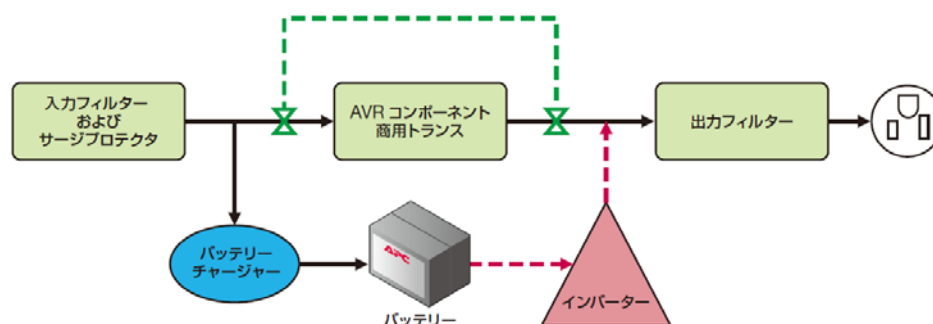 入力フィルター
および
サージプロテクタ
AVR コンポーネント
商用トランス
出力フィルター
バッテリー
チャージャー
APC
バッテリー
インバーター